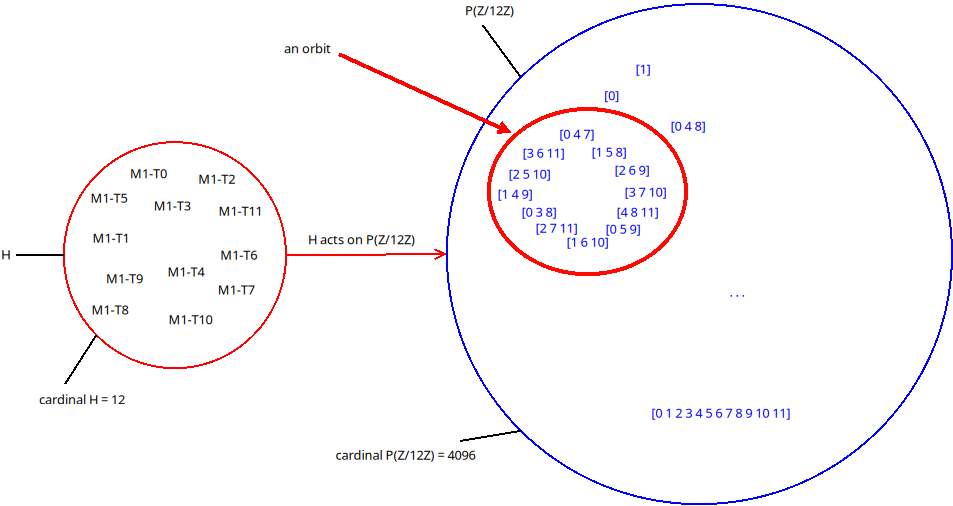 P(Z/12Z)
an orbit
[1]
[0]
[0 4 8]
[0 4 7]
[3 6 11]
[1 5 8]
[2 5 10]
[2 6 9]
[1 4 9]
[3 7 10]
[0 3 8]
[4 8 11]
[2 7 11]
[0 5 9]
[1 6 10]
M1-T0
M1-T2
M1-T5
M1-T3
M1-T11
M1-T1
M1-T6
M1-T4
M1-T9
M1-T7
M1-T8
M1-T10
H
H acts on P(Z/12Z)
...
cardinal H = 12
[0 1 2 3 4 5 6 7 8 9 10 11]
cardinal P(Z/12Z) = 4096